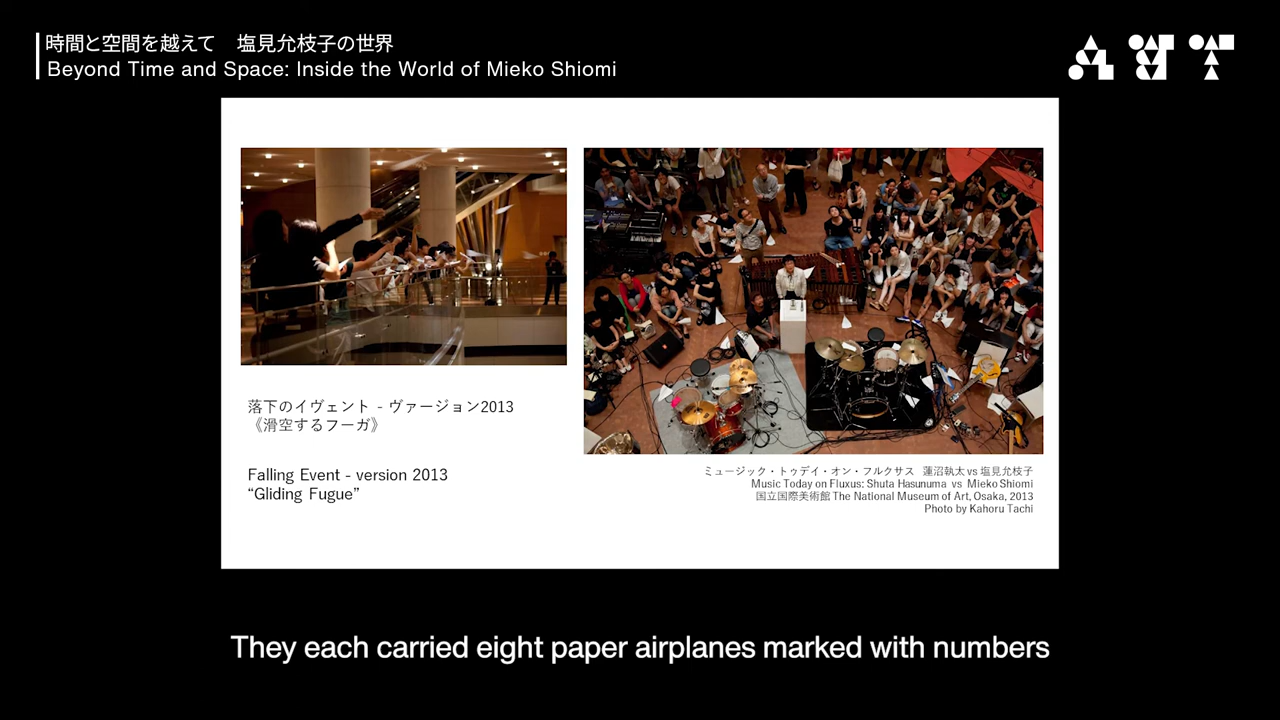 時間と空間を越えて　塩見允枝子の世界
Beyond Time and Space: Inside the World of Mieko Shiomi
AYT
落下のイヴェント - ヴァージョン2013
《滑空するフーガ》
Falling Event - version 2013
“Gliding Fugue”
ミュージック・トゥデイ・オン・フルクサス 蓮沼執太 vs 塩見允枝子
Music Today on Fluxus: Shuta Hasunuma vs Mieko Shiomi
国立国際美術館 The National Museum of Art, Osaka, 2013
Photo by Kahoru Tachi
They each carried eight paper airplanes marked with numbers